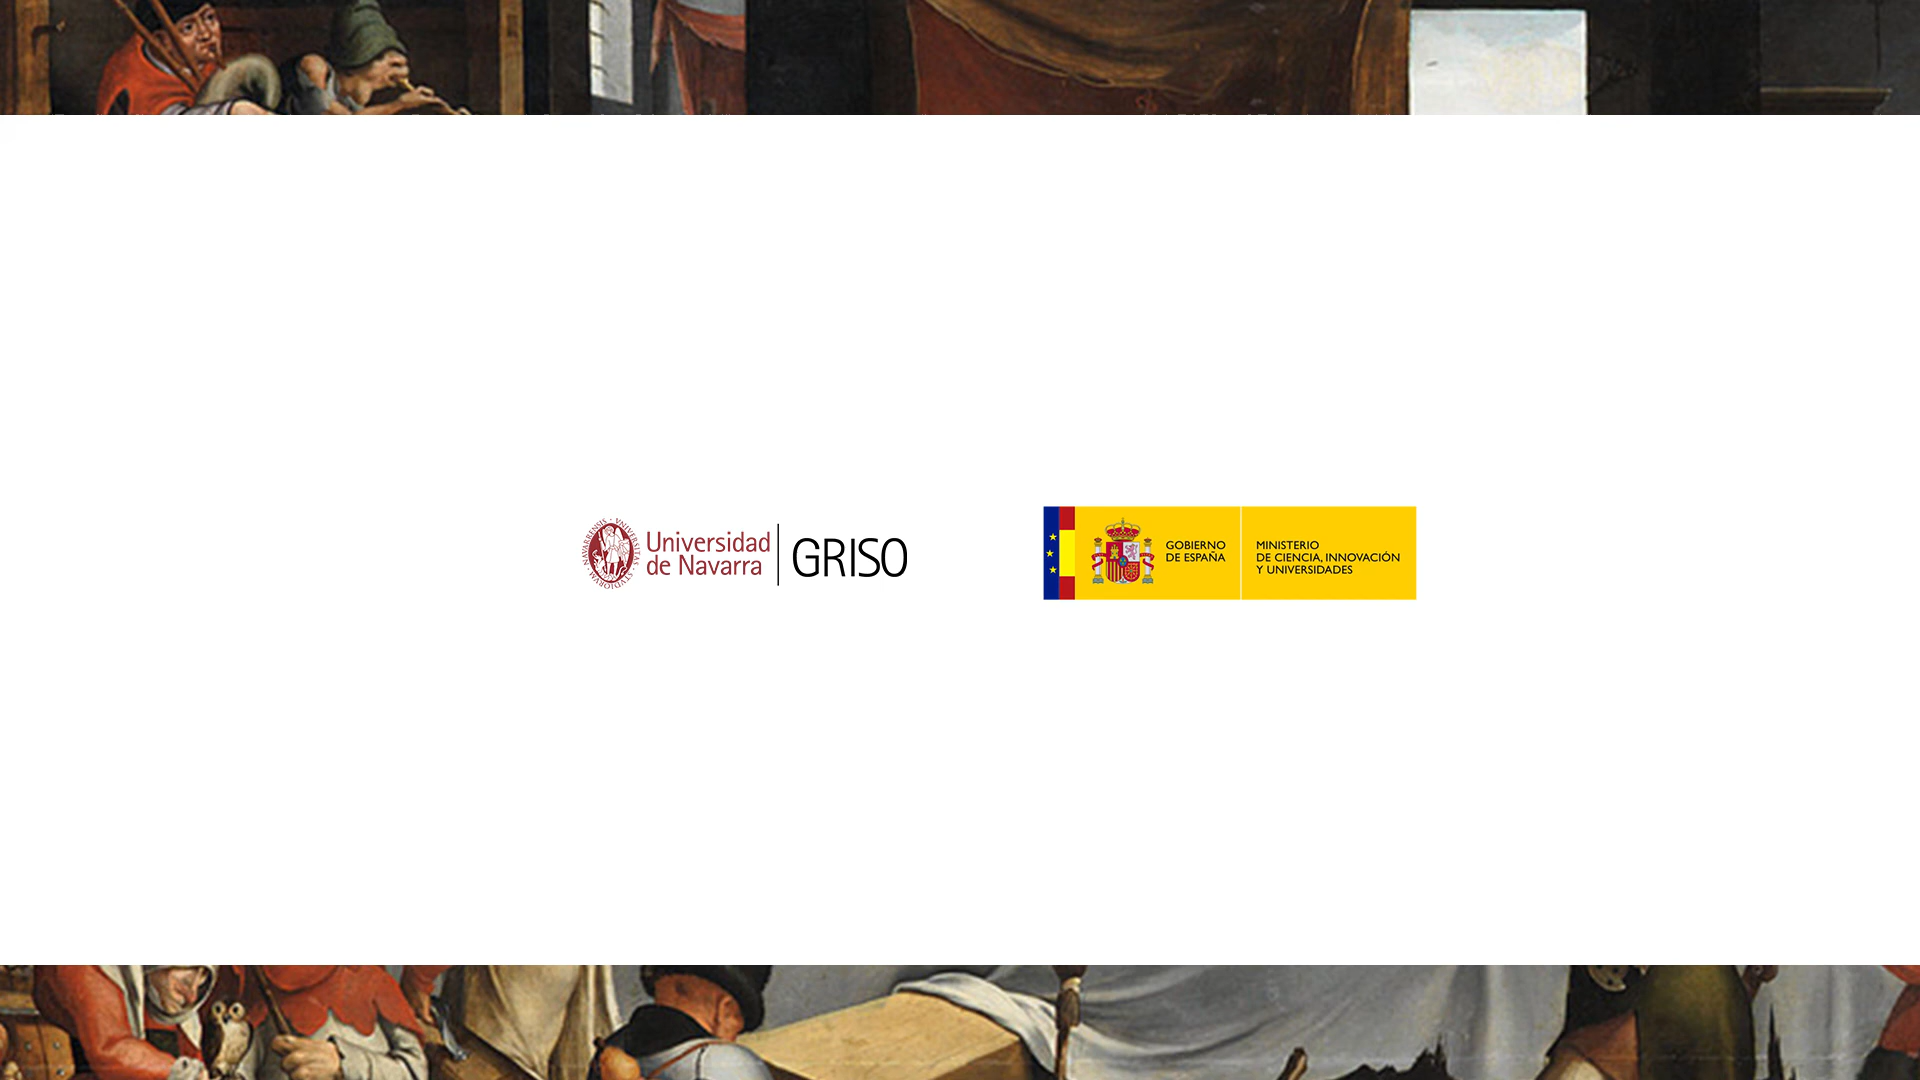 Universidad
de Navarra
GRISO
GOBIERNO
DE ESPAÑA
MINISTERIO
DE CIENCIA, INNOVACIÓN
Y UNIVERSIDADES